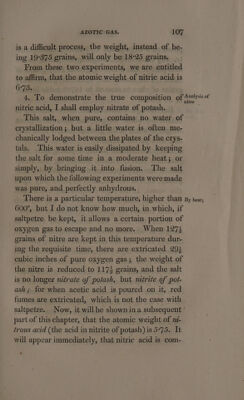 AZOTIC GAS. 107
is a difficult process, the weight, instead of be-
ing 19·375 grains, will only be 18·25 grains.
From these two experiments, we are entitled
to affirm, that the atomic weight of nitric acid is
6·75.
4. To demonstrate the true composition of Analysis of nitre
nitric acid, I shall employ nitrate of potash.
This salt, when pure, contains no water of
crystallization; but a little water is often me-
chanically lodged between the plates of the crys-
tals. This water is easily dissipated by keeping
the salt for some time in a moderate heat; or
simply, by bringing it into fusion. The salt
upon which the following experiments were made
was pure, and perfectly anhydrous.
There is a particular temperature, higher than By heat;
600°, but I do not know how much, in which, if
saltpetre be kept, it allows a certain portion of
oxygen gas to escape and no more. When 127½
grains of nitre are kept in this temperature dur-
ing the requisite time, there are extricated 29½
cubic inches of pure oxygen gas; the weight of
the nitre is reduced to 117½ grains, and the salt
is no longer nitrate of potash, but nitrite of pot-
ash; for when acetic acid is poured on it, red
fumes are extricated, which is not the case with
saltpetre. Now, it will be shown in a subsequent
part of this chapter, that the atomic weight of ni-
trous acid (the acid in nitrite of potash) is 5·75. It
will appear immediately, that nitric acid is com-